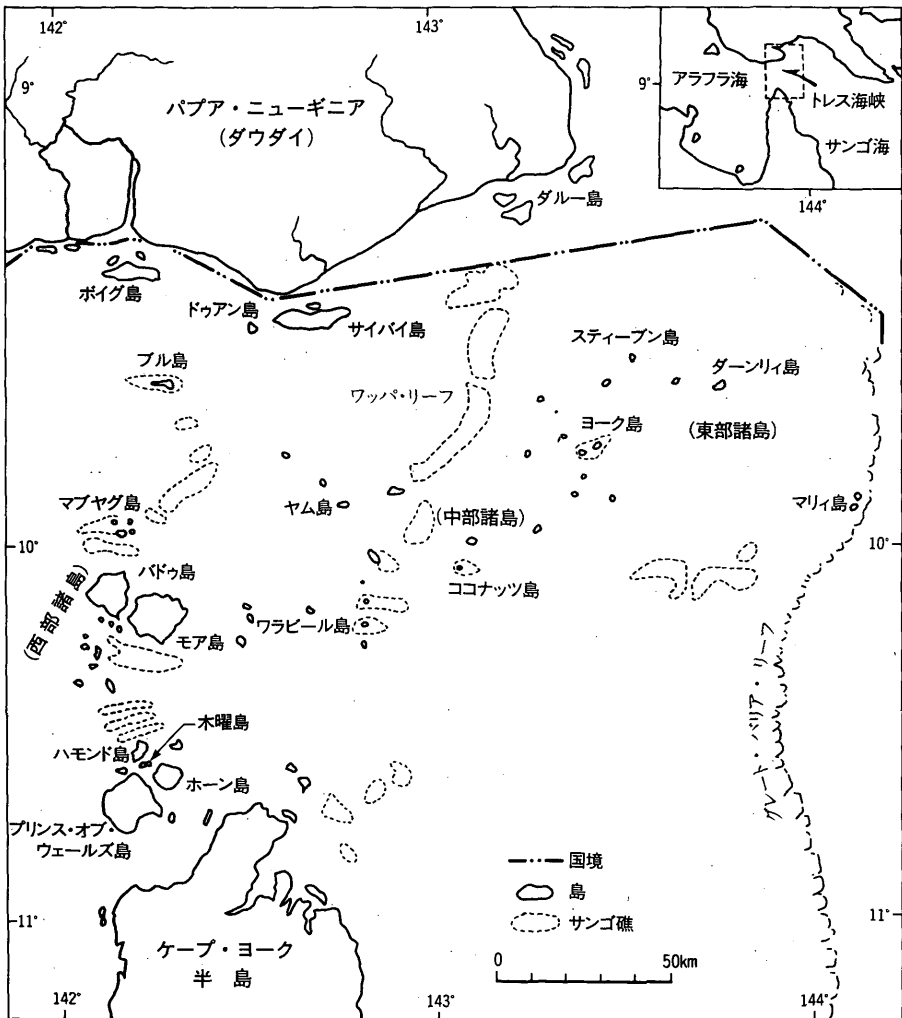 142°
143°
9°
パプア・ニューギニア
(ダウダイ)
アラフラ海
9°
トレス海峡
サンゴ海
144°
ダルー島
ボイグ島
ドゥアン島
サイバイ島
スティーブン島
ブル島
ダーンリィ島
ワッパ・リーフ
ヨーク島
(東部諸島)
マブヤグ島
ヤム島
(中部諸島)
マリィ島
10°
10°
バドゥ島
ココナッツ島
(西部諸島)
モア島
ワラビール島
グレート・バリア・リーフ
木曜島
ハモンド島
ホーン島
プリンス・オブ・
ウェールズ島
国境
島
サンゴ礁
11°
11°
ケープ・ヨーク
半島
0 50km
142°
143°
144°